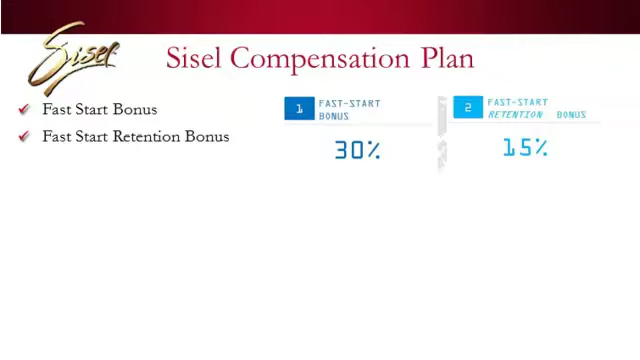 Sisel
Sisel Compensation Plan
Fast Start Bonus
Fast Start Retention Bonus
1 FAST-START
BONUS
30%
2 FAST-START
RETENTION BONUS
15%